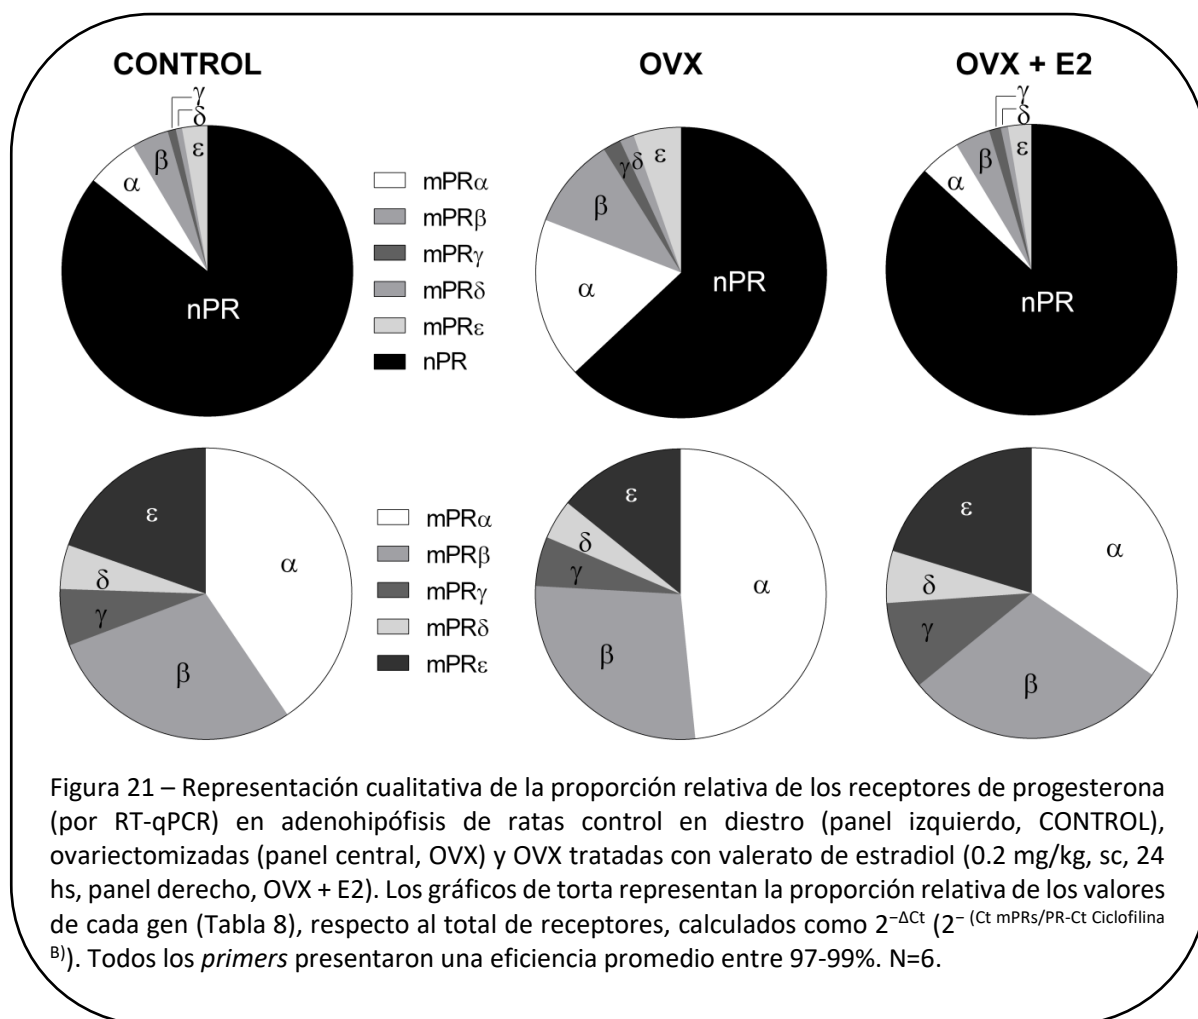 CONTROL
OVX
OVX + E2
γ
δ
ε
β
α
nPR
mPRα
mPRβ
mPRγ
mPRδ
mPRε
nPR
ε
δ
γ
β
α
nPR
γ
δ
ε
β
α
nPR
ε
δ
γ
β
α
mPRα
mPRβ
mPRγ
mPRδ
mPRε
ε
δ
γ
β
α
ε
δ
γ
β
α
Figura 21 – Representación cualitativa de la proporción relativa de los receptores de progesterona
(por RT-qPCR) en adenohipófisis de ratas control en diestro (panel izquierdo, CONTROL),
ovariectomizadas (panel central, OVX) y OVX tratadas con valerato de estradiol (0.2 mg/kg, sc, 24
hs, panel derecho, OVX + E2). Los gráficos de torta representan la proporción relativa de los valores
de cada gen (Tabla 8), respecto al total de receptores, calculados como 2⁻ΔCt (2⁻ (Ct mPRs/PR-Ct Ciclofilina
B)). Todos los primers presentaron una eficiencia promedio entre 97-99%. N=6.